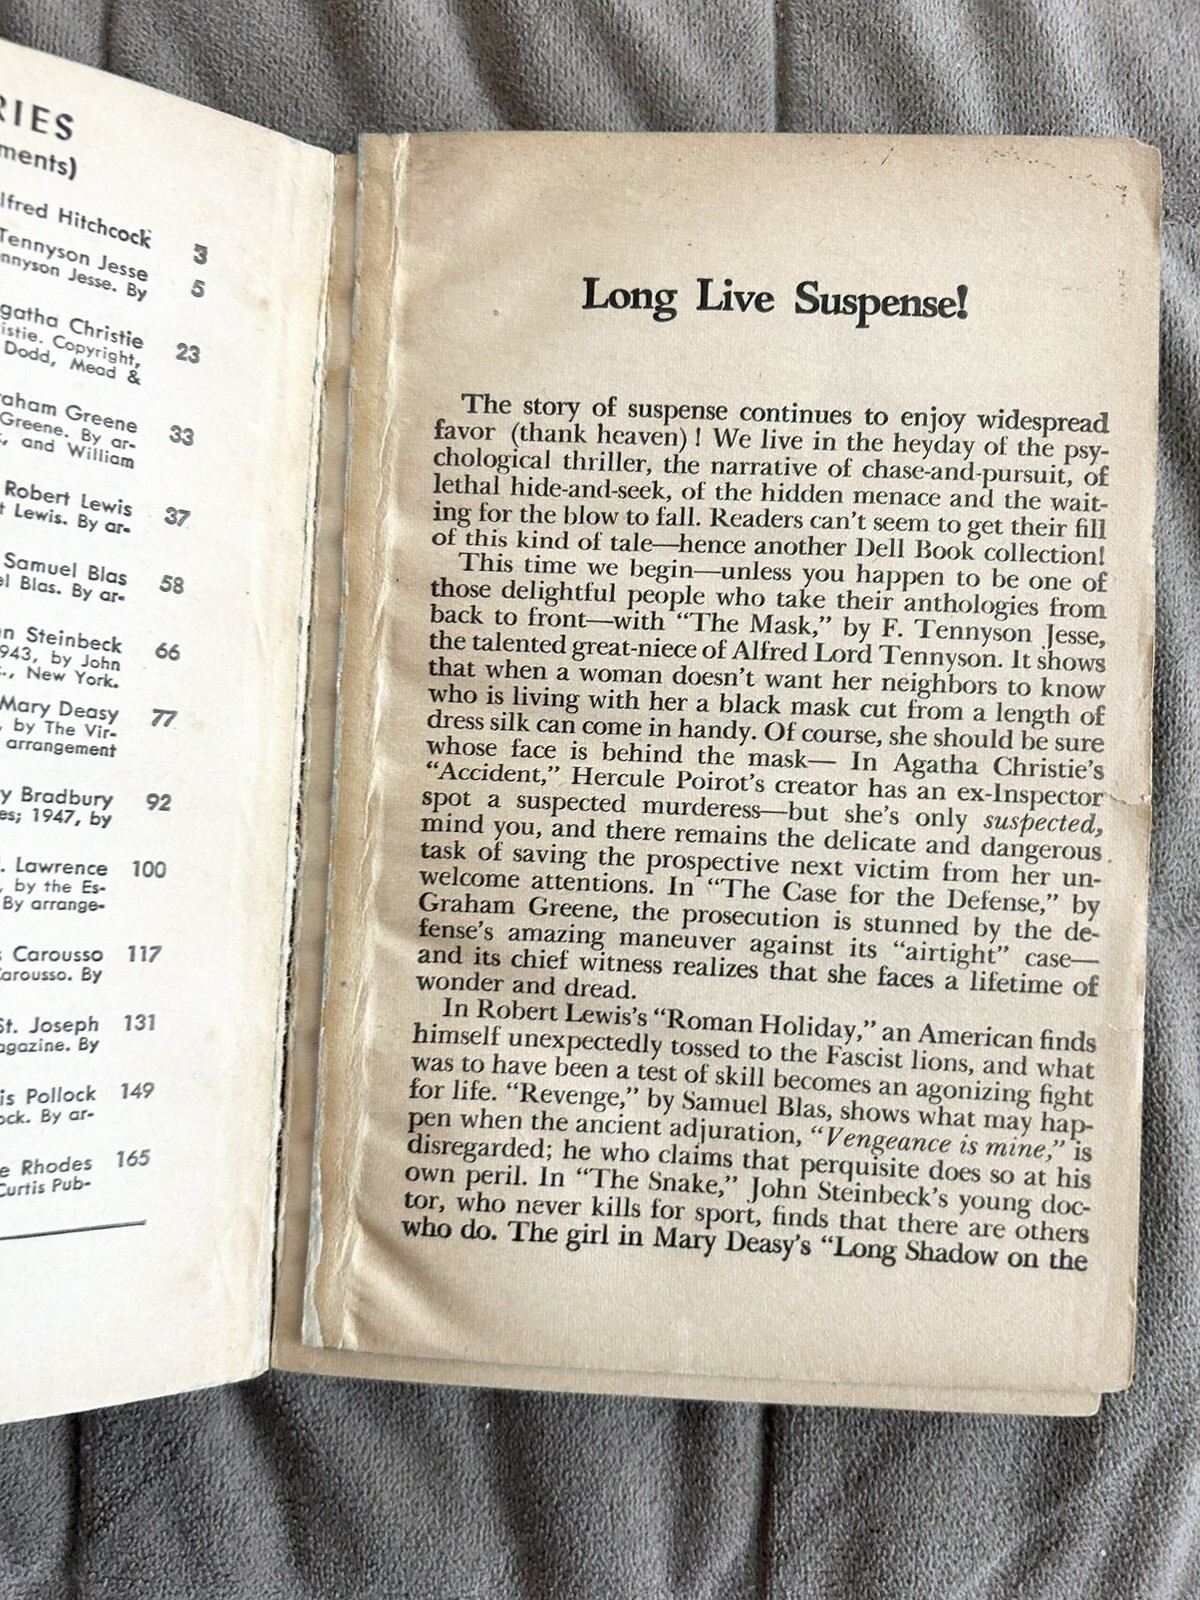 RIES
ments)
lfred Hitchcock 3
Tennyson Jesse 5
nnyson Jesse. By
gatha Christie 23
istie. Copyright,
Dodd, Mead &
raham Greene 33
Greene. By ar-
, and William
Robert Lewis 37
t Lewis. By ar-
Samuel Blas 58
el Blas. By ar-
n Steinbeck 66
943, by John
., New York.
Mary Deasy 77
, by The Vir-
arrangement
y Bradbury 92
es; 1947, by
. Lawrence 100
, by the Es-
By arrange-
s Carousso 117
Carousso. By
St. Joseph 131
agazine. By
is Pollock 149
ock. By ar-
e Rhodes 165
Curtis Pub-
Long Live Suspense!
The story of suspense continues to enjoy widespread
favor (thank heaven)! We live in the heyday of the psy-
chological thriller, the narrative of chase-and-pursuit, of
lethal hide-and-seek, of the hidden menace and the wait-
ing for the blow to fall. Readers can't seem to get their fill
of this kind of tale—hence another Dell Book collection!
This time we begin—unless you happen to be one of
those delightful people who take their anthologies from
back to front—with "The Mask," by F. Tennyson Jesse,
the talented great-niece of Alfred Lord Tennyson. It shows
that when a woman doesn't want her neighbors to know
who is living with her a black mask cut from a length of
dress silk can come in handy. Of course, she should be sure
whose face is behind the mask— In Agatha Christie's
"Accident," Hercule Poirot's creator has an ex-Inspector
spot a suspected murderess—but she's only suspected,
mind you, and there remains the delicate and dangerous
task of saving the prospective next victim from her un-
welcome attentions. In "The Case for the Defense," by
Graham Greene, the prosecution is stunned by the de-
fense's amazing maneuver against its "airtight" case—
and its chief witness realizes that she faces a lifetime of
wonder and dread.
In Robert Lewis's "Roman Holiday," an American finds
himself unexpectedly tossed to the Fascist lions, and what
was to have been a test of skill becomes an agonizing fight
for life. "Revenge," by Samuel Blas, shows what may hap-
pen when the ancient adjuration, "Vengeance is mine," is
disregarded; he who claims that perquisite does so at his
own peril. In "The Snake," John Steinbeck's young doc-
tor, who never kills for sport, finds that there are others
who do. The girl in Mary Deasy's "Long Shadow on the